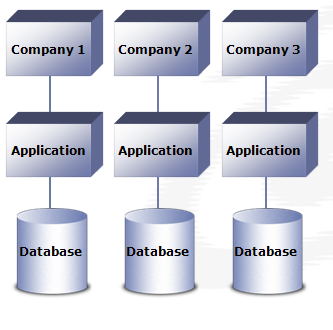 Company 1
Company 2
Company 3
Application
Application
Application
Database
Database
Database